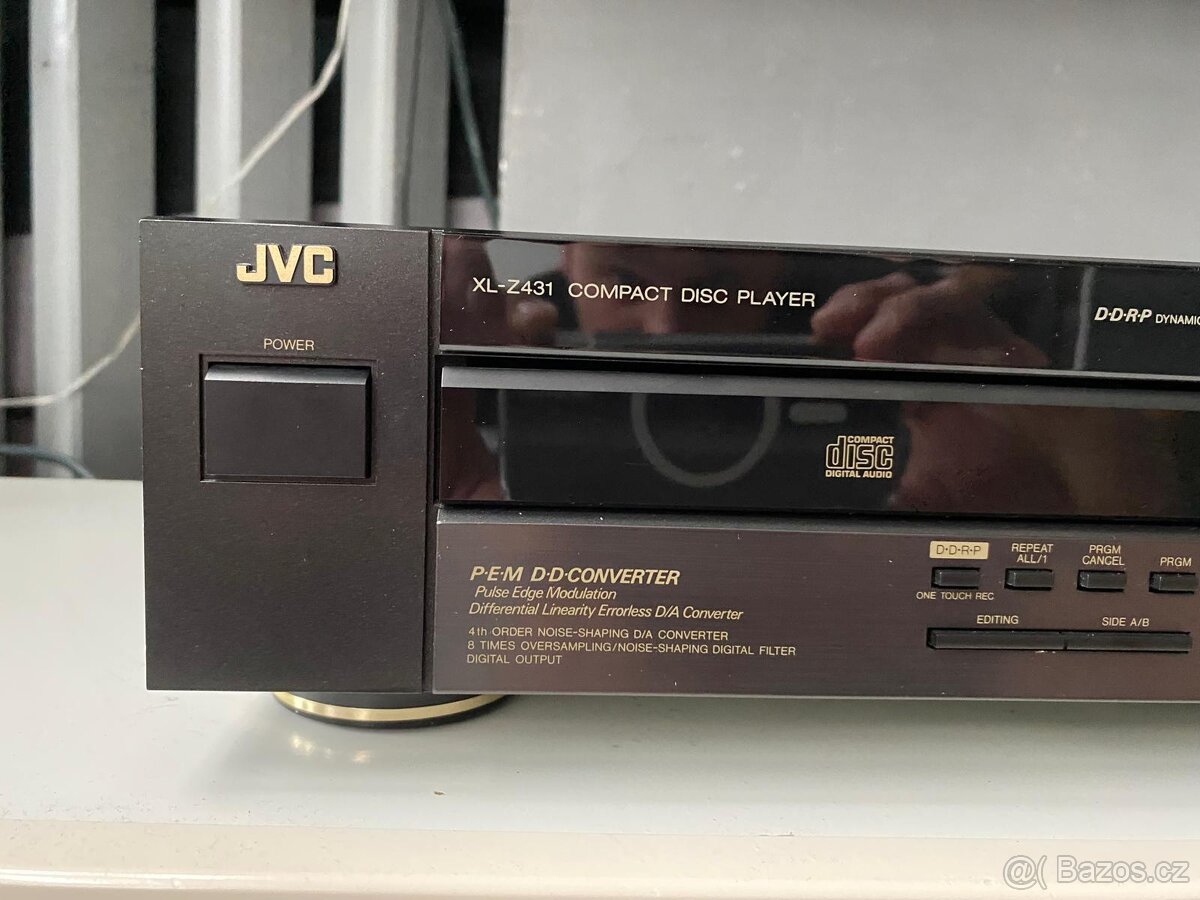 JVC
POWER
XL-Z431 COMPACT DISC PLAYER
D·D·R·P DYNAMIC
COMPACT
disc
DIGITAL AUDIO
P·E·M D·D·CONVERTER
Pulse Edge Modulation
Differential Linearity Errorless D/A Converter
4th ORDER NOISE-SHAPING D/A CONVERTER
8 TIMES OVERSAMPLING/NOISE-SHAPING DIGITAL FILTER
DIGITAL OUTPUT
D·D·R·P
ONE TOUCH REC
REPEAT
ALL/1
PRGM
CANCEL
PRGM
EDITING
SIDE A/B
@( Bazos.cz